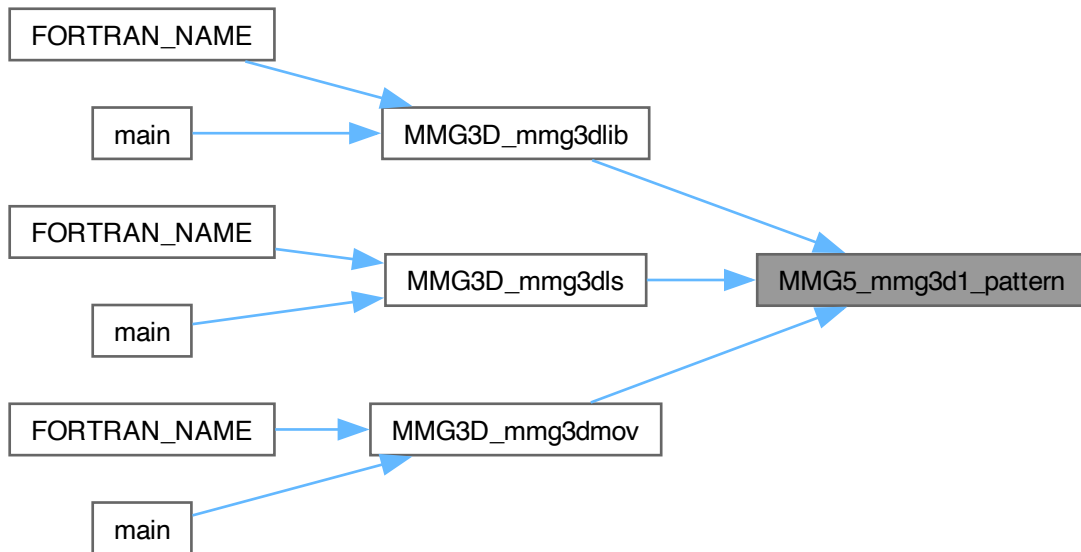 FORTRAN_NAME
main
MMG3D_mmg3dlib
FORTRAN_NAME
main
MMG3D_mmg3dls
MMG5_mmg3d1_pattern
FORTRAN_NAME
main
MMG3D_mmg3dmov